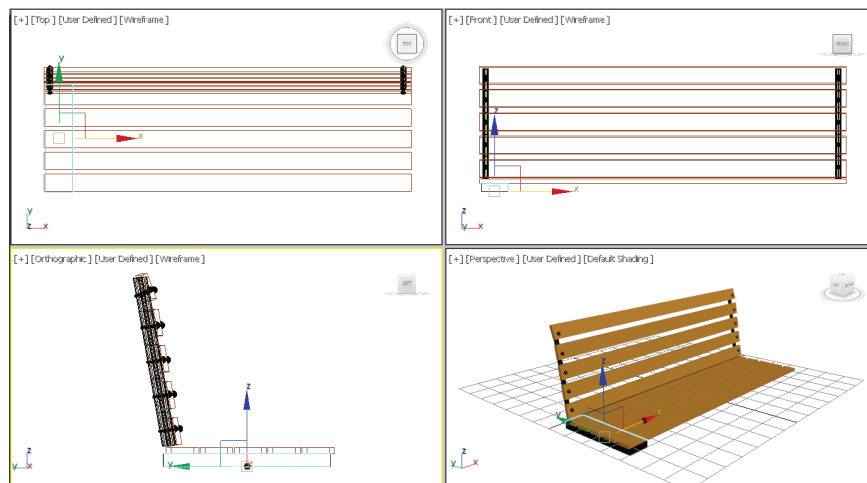 [+] [Top] [User Defined] [Wireframe]
TOP
y
x
y
z x
[+] [Front] [User Defined] [Wireframe]
FRONT
z
x
z
y x
[+] [Orthographic] [User Defined] [Wireframe]
LEFT
z
y
z
y x
[+] [Perspective] [User Defined] [Default Shading]
z
x
y
z
y x